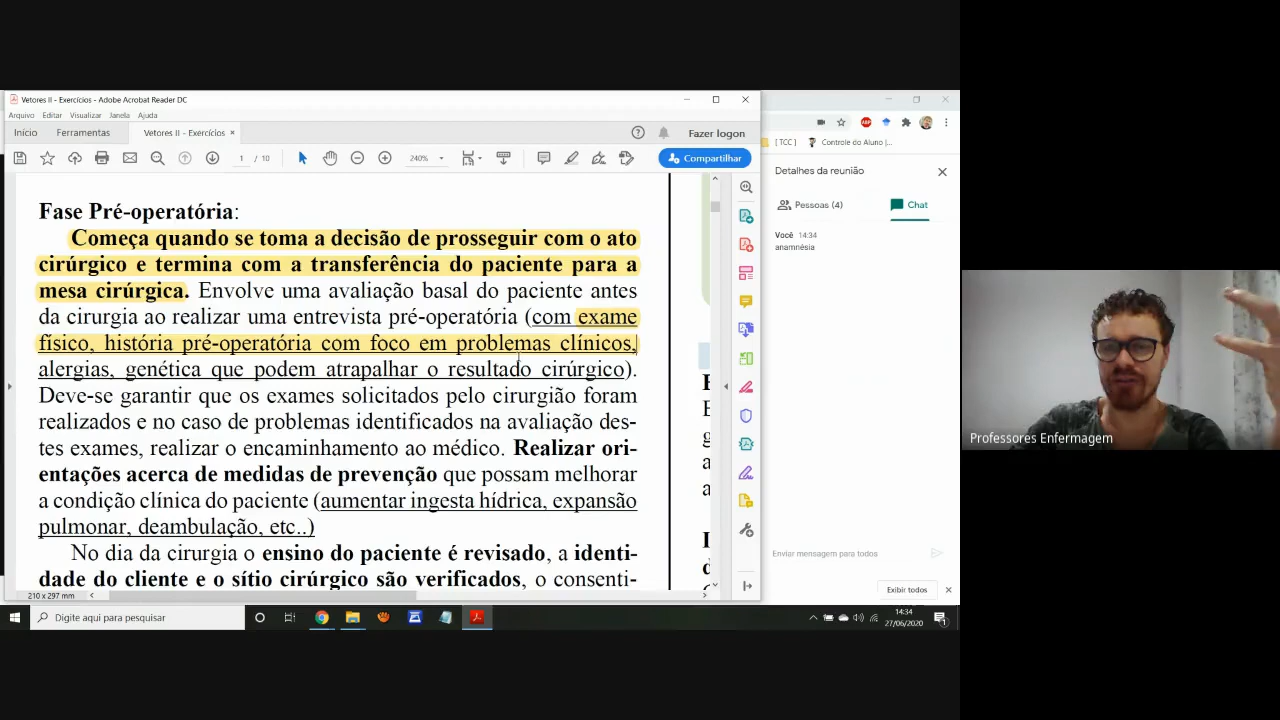 Vetores II - Exercícios - Adobe Acrobat Reader DC
Arquivo Editar Visualizar Janela Ajuda
Início Ferramentas Vetores II - Exercícios × Fazer logon
1 / 10 240% Compartilhar
Fase Pré-operatória:
Começa quando se toma a decisão de prosseguir com o ato
cirúrgico e termina com a transferência do paciente para a
mesa cirúrgica. Envolve uma avaliação basal do paciente antes
da cirurgia ao realizar uma entrevista pré-operatória (com exame
físico, história pré-operatória com foco em problemas clínicos,
alergias, genética que podem atrapalhar o resultado cirúrgico).
Deve-se garantir que os exames solicitados pelo cirurgião foram
realizados e no caso de problemas identificados na avaliação des-
tes exames, realizar o encaminhamento ao médico. Realizar ori-
entações acerca de medidas de prevenção que possam melhorar
a condição clínica do paciente (aumentar ingesta hídrica, expansão
pulmonar, deambulação, etc..)
No dia da cirurgia o ensino do paciente é revisado, a identi-
dade do cliente e o sítio cirúrgico são verificados, o consenti-
210 x 297 mm
ABP
[ TCC ] Controle do Aluno |...
Detalhes da reunião
Pessoas (4) Chat
Você 14:34
anamnésia
Enviar mensagem para todos
Exibir todos
Professores Enfermagem
Digite aqui para pesquisar
14:34
27/06/2020